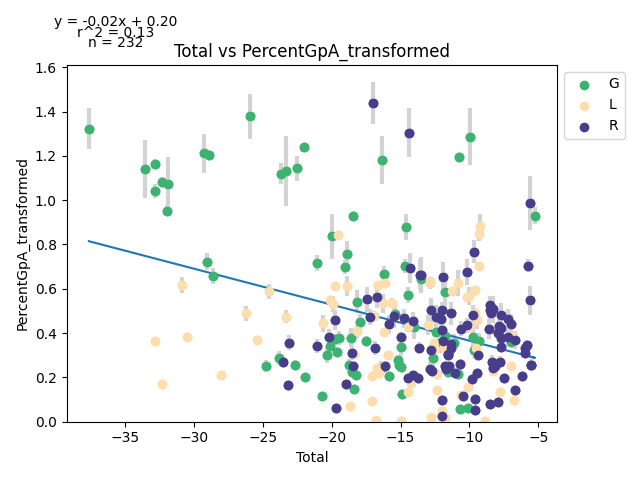 y = -0.02x + 0.20
r^2 = 0.13
n = 232
Total vs PercentGpA_transformed
G
L
R
PercentGpA_transformed
1.6
1.4
1.2
1.0
0.8
0.6
0.4
0.2
0.0
−35
−30
−25
−20
−15
−10
−5
Total